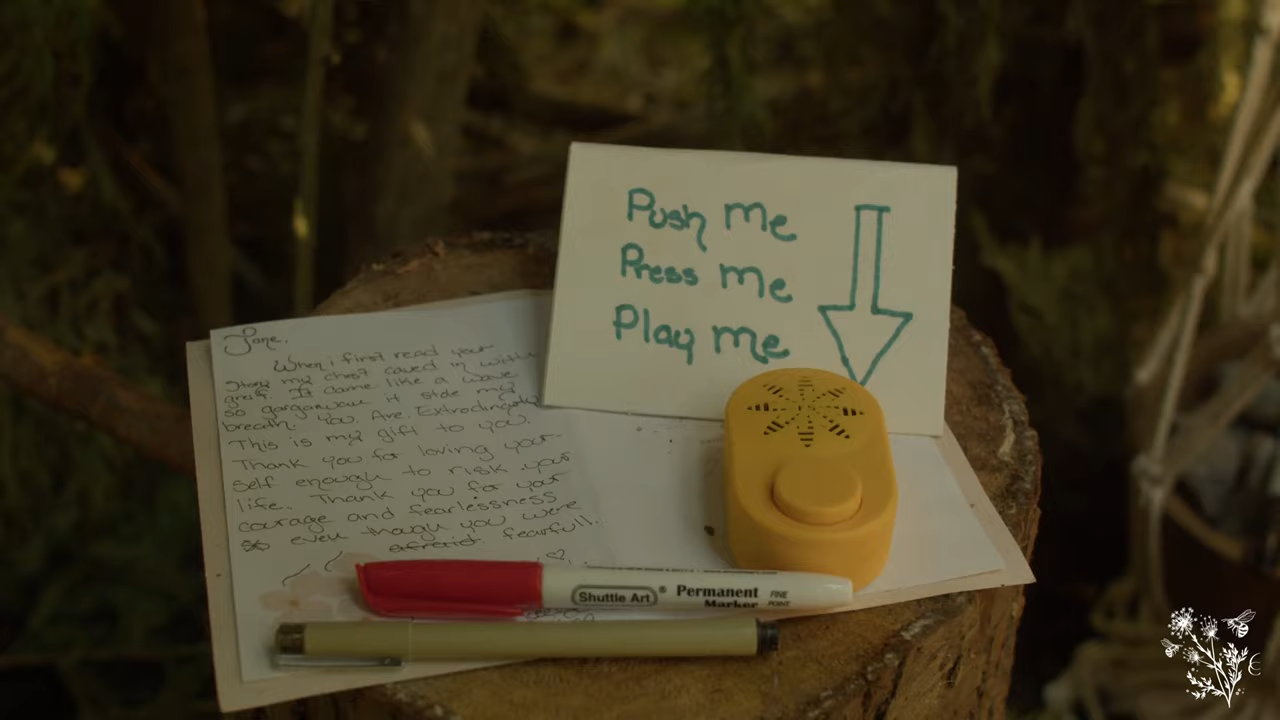 Jane,
When i first read your
story my chest caved in with
grief. It came like a wave
so gargantuan it stole my
breath. You. Are. Extrodinary
This is my gift to you.
Thank you for loving your-
self enough to risk your
life. Thank you for your
courage and fearlessness
even though you were
afraid. fearfull.
Push Me
Press Me
Play Me
Shuttle Art® Permanent Marker FINE POINT